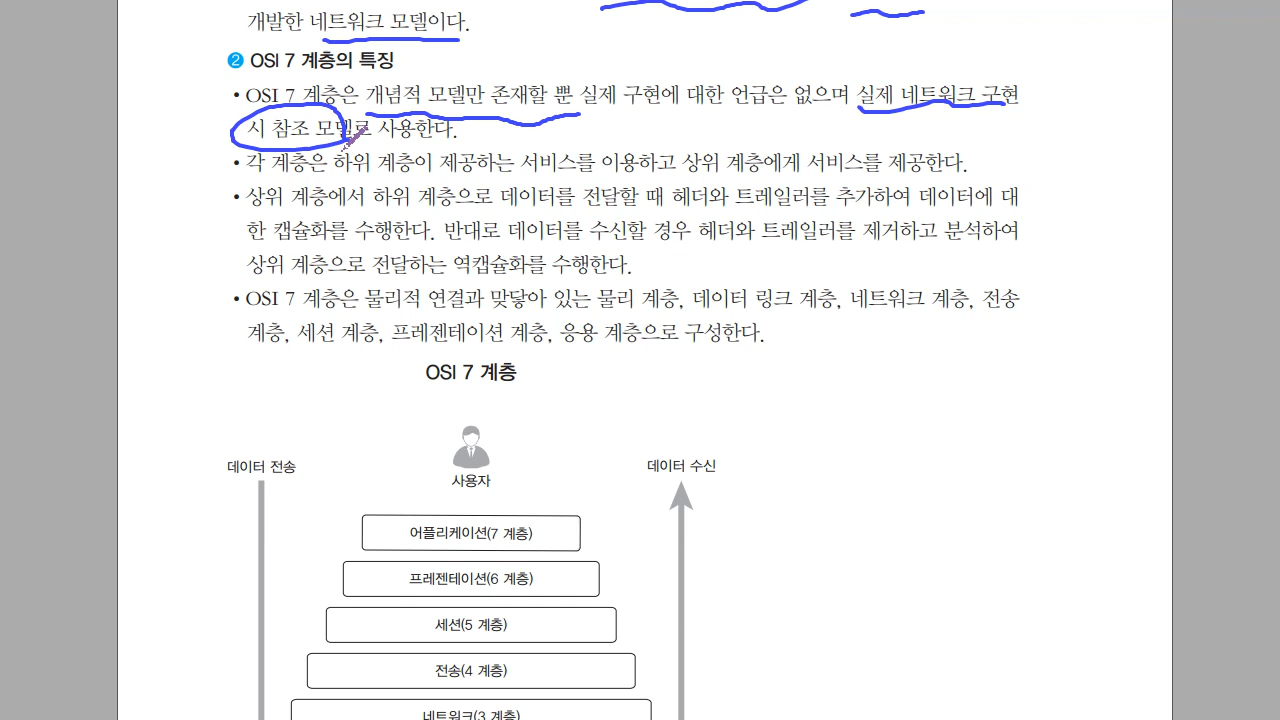 개발한 네트워크 모델이다.
❷ OSI 7 계층의 특징
• OSI 7 계층은 개념적 모델만 존재할 뿐 실제 구현에 대한 언급은 없으며 실제 네트워크 구현
시 참조 모델로 사용한다.
• 각 계층은 하위 계층이 제공하는 서비스를 이용하고 상위 계층에게 서비스를 제공한다.
• 상위 계층에서 하위 계층으로 데이터를 전달할 때 헤더와 트레일러를 추가하여 데이터에 대
한 캡슐화를 수행한다. 반대로 데이터를 수신할 경우 헤더와 트레일러를 제거하고 분석하여
상위 계층으로 전달하는 역캡슐화를 수행한다.
• OSI 7 계층은 물리적 연결과 맞닿아 있는 물리 계층, 데이터 링크 계층, 네트워크 계층, 전송
계층, 세션 계층, 프레젠테이션 계층, 응용 계층으로 구성한다.
OSI 7 계층
데이터 전송
사용자
데이터 수신
어플리케이션(7 계층)
프레젠테이션(6 계층)
세션(5 계층)
전송(4 계층)
네트워크(3 계층)